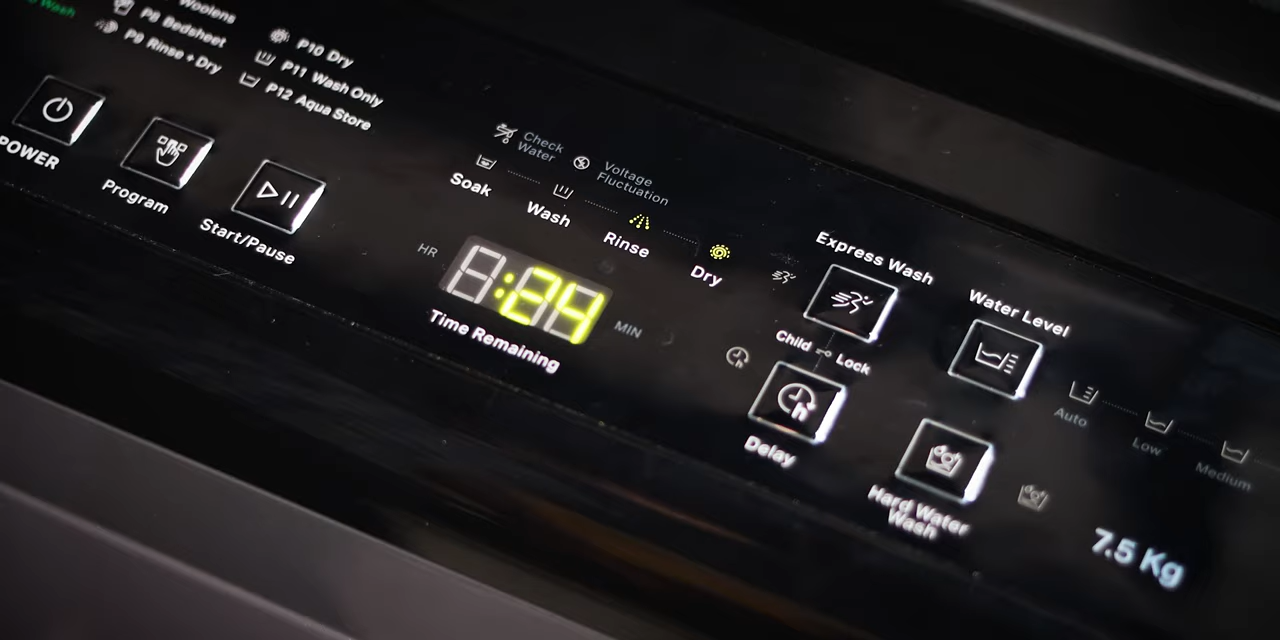 Wash
Woolens
P8 Bedsheet
P9 Rinse + Dry
P10 Dry
P11 Wash Only
P12 Aqua Store
POWER
Program
Start/Pause
Check
Water
Voltage
Fluctuation
Soak
Wash
Rinse
Dry
HR
:24
MIN
Time Remaining
Express Wash
Child Lock
Delay
Water Level
Auto
Low
Medium
Hard Water
Wash
7.5 Kg